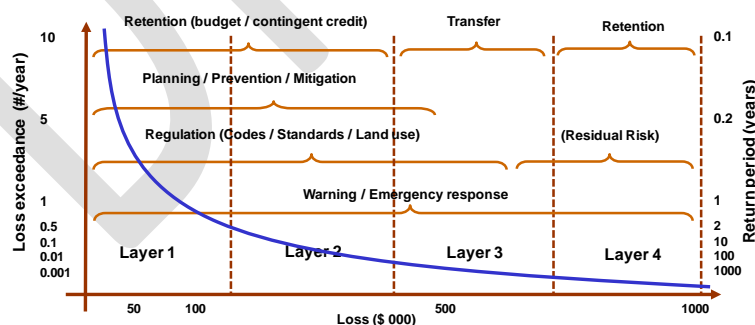 Retention (budget / contingent credit)
Transfer
Retention
10
0.1
Planning / Prevention / Mitigation
5
0.2
Regulation (Codes / Standards / Land use)
(Residual Risk)
Warning / Emergency response
1
1
0.5
2
0.1
10
0.01
100
0.001
1000
Layer 1
Layer 2
Layer 3
Layer 4
50
100
500
1000
Loss ($ 000)
Loss exceedance (#/year)
Return period (years)